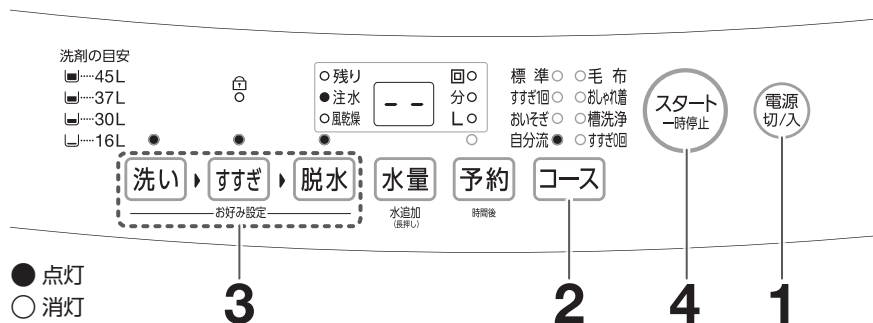 洗剤の目安
45L
37L
30L
16L
残り
注水
風乾燥
--
回
分
L
標準
すすぎ1回
おいそぎ
自分流
毛布
おしゃれ着
槽洗浄
すすぎ0回
スタート
一時停止
電源
切/入
洗い
すすぎ
脱水
お好み設定
水量
水追加
(長押し)
予約
時間後
コース
●点灯
○消灯
3
2
4
1